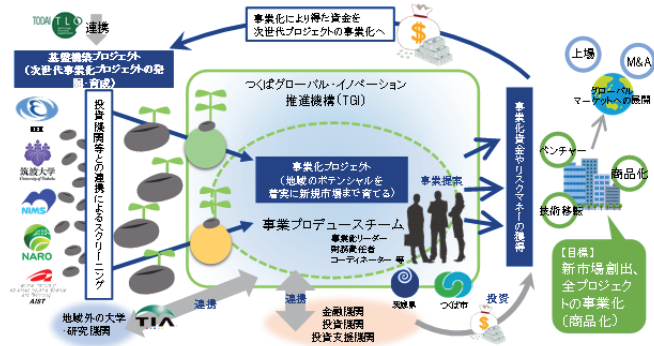 TODAI TLO
連携
事業化により得た資金を
次世代プロジェクトの事業化へ
基盤構築プロジェクト
(次世代事業化プロジェクトの発
掘・育成)
投資機関等との連携によるスクリーニング
KEK
筑波大学
University of Tsukuba
NIMS
NARO
AIST
つくばグローバル・イノベーション
推進機構(TGI)
事業化プロジェクト
(地域のポテンシャルを
着実に新規市場まで育てる)
事業提案
事業プロデュースチーム
事業化リーダー
財務責任者
コーディネーター 等
事業化資金やリスクマネーの獲得
上場
M&A
グローバル
マーケットへの展開
ベンチャー
商品化
技術移転
【目標】
新市場創出、
全プロジェク
トの事業化
(商品化)
地域外の大学
・研究機関
TIA
連携
連携
金融機関
投資機関
投資支援機関
茨城県
つくば市
投資